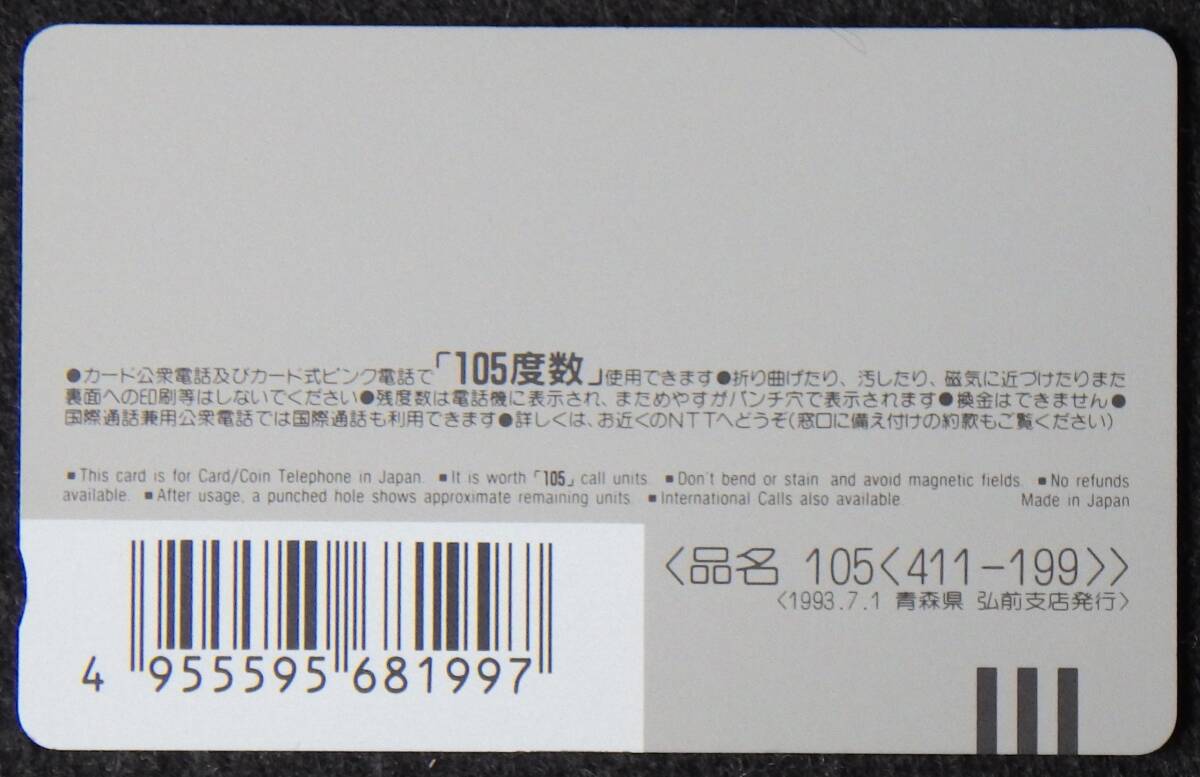 ●カード公衆電話及びカード式ピンク電話で「105度数」使用できます●折り曲げたり、汚したり、磁気に近づけたりまた
裏面への印刷等はしないでください●残度数は電話機に表示され、まためやすがパンチ穴で表示されます●換金はできません●
国際通話兼用公衆電話では国際通話も利用できます●詳しくは、お近くのNTTへどうぞ(窓口に備え付けの約款もご覧ください)
■This card is for Card/Coin Telephone in Japan. ■It is worth「105」call units. ■Don't bend or stain and avoid magnetic fields. ■No refunds
available. ■After usage, a punched hole shows approximate remaining units. ■International Calls also available. Made in Japan
〈品名 105〈411-199〉〉
〈1993.7.1 青森県 弘前支店発行〉
4 955595 681997